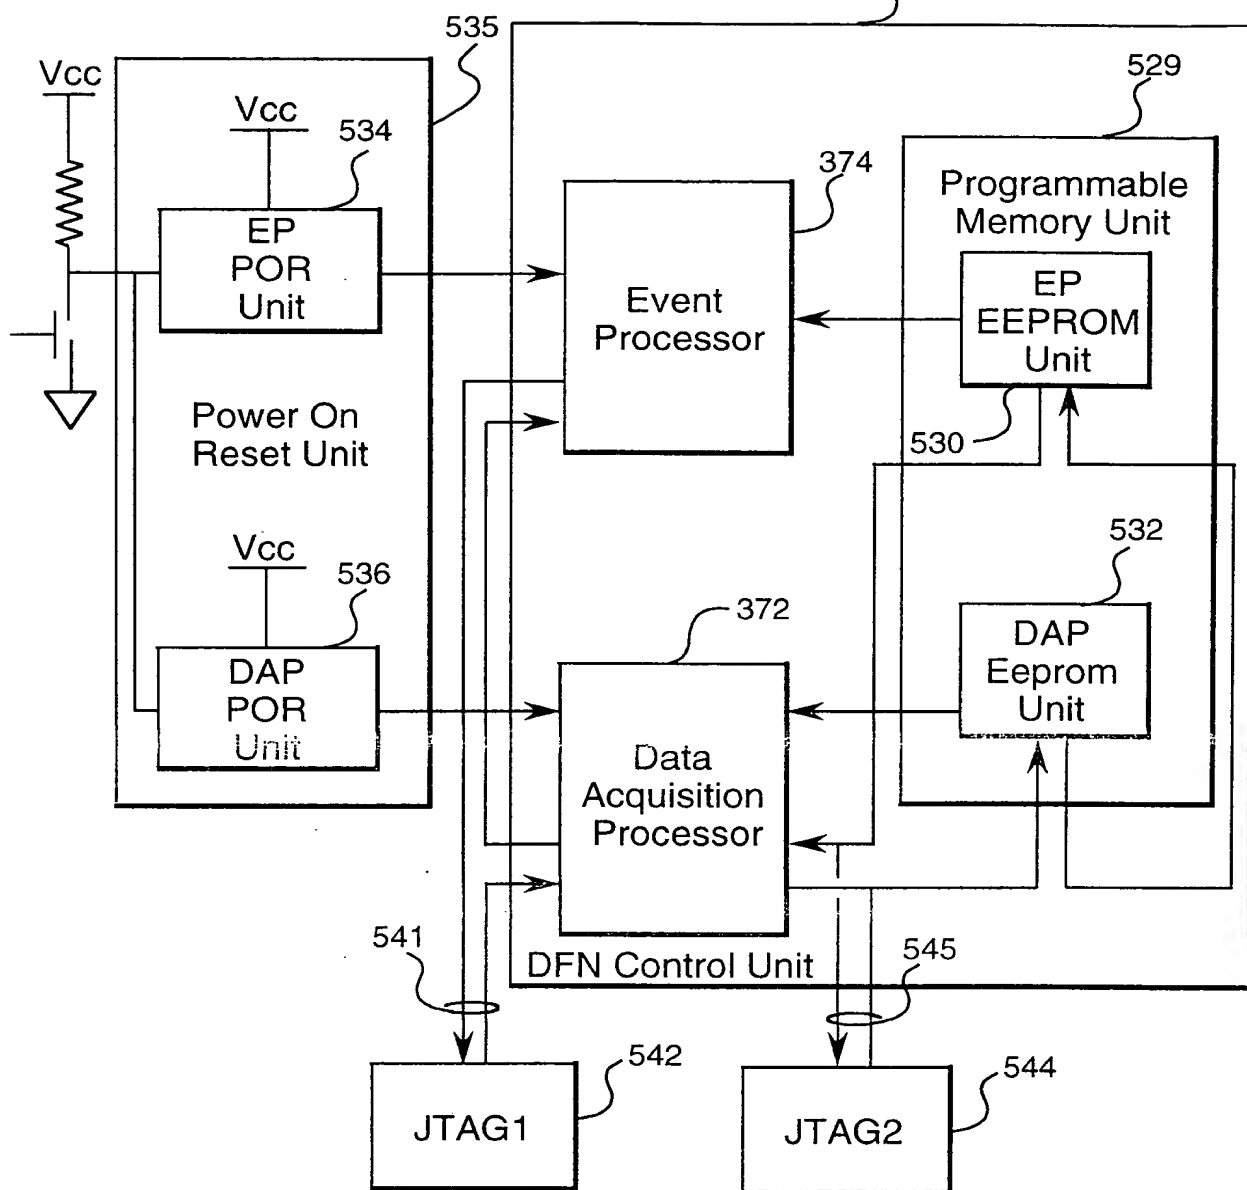 535
Vcc
Vcc
534
EP
POR
Unit
Power On
Reset Unit
Vcc
536
DAP
POR
Unit
374
Event
Processor
372
Data
Acquisition
Processor
DFN Control Unit
529
Programmable
Memory Unit
EP
EEPROM
Unit
530
532
DAP
Eeprom
Unit
541
542
JTAG1
545
544
JTAG2